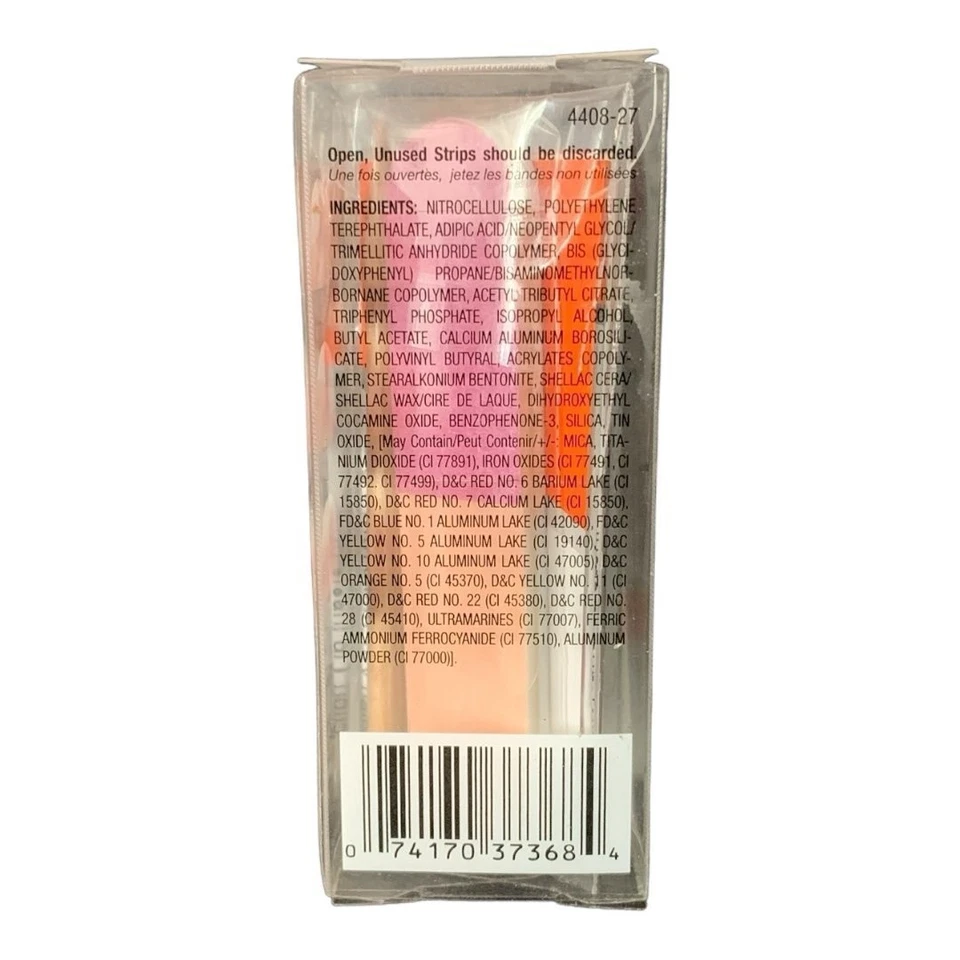 4408-27
Open, Unused Strips should be discarded.
Une fois ouvertes, jetez les bandes non utilisées
INGREDIENTS: NITROCELLULOSE, POLYETHYLENE
TEREPHTHALATE, ADIPIC ACID/NEOPENTYL GLYCOL/
TRIMELLITIC ANHYDRIDE COPOLYMER, BIS (GLYCI-
DOXYPHENYL) PROPANE/BISAMINOMETHYLNOR-
BORNANE COPOLYMER, ACETYL TRIBUTYL CITRATE,
TRIPHENYL PHOSPHATE, ISOPROPYL ALCOHOL,
BUTYL ACETATE, CALCIUM ALUMINUM BOROSILI-
CATE, POLYVINYL BUTYRAL, ACRYLATES COPOLY-
MER, STEARALKONIUM BENTONITE, SHELLAC CERA/
SHELLAC WAX/CIRE DE LAQUE, DIHYDROXYETHYL
COCAMINE OXIDE, BENZOPHENONE-3, SILICA, TIN
OXIDE, [May Contain/Peut Contenir/+/-: MICA, TITA-
NIUM DIOXIDE (CI 77891), IRON OXIDES (CI 77491, CI
77492, CI 77499), D&C RED NO. 6 BARIUM LAKE (CI
15850), D&C RED NO. 7 CALCIUM LAKE (CI 15850),
FD&C BLUE NO. 1 ALUMINUM LAKE (CI 42090), FD&C
YELLOW NO. 5 ALUMINUM LAKE (CI 19140), D&C
YELLOW NO. 10 ALUMINUM LAKE (CI 47005), D&C
ORANGE NO. 5 (CI 45370), D&C YELLOW NO. 11 (CI
47000), D&C RED NO. 22 (CI 45380), D&C RED NO.
28 (CI 45410), ULTRAMARINES (CI 77007), FERRIC
AMMONIUM FERROCYANIDE (CI 77510), ALUMINUM
POWDER (CI 77000)].
0 74170 37368 4